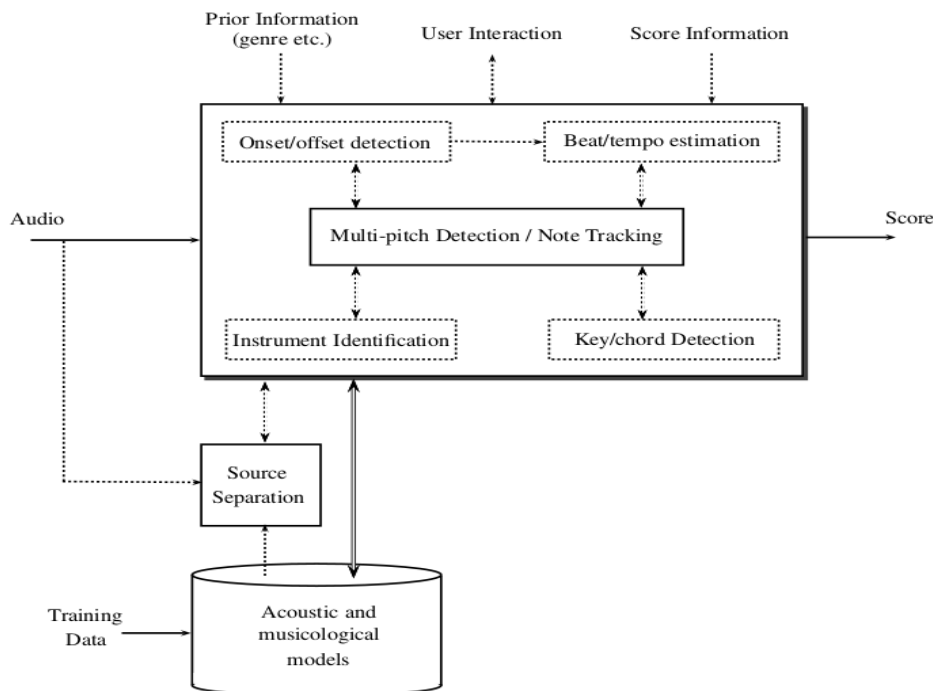 Prior Information
(genre etc.)
User Interaction
Score Information
Onset/offset detection
Beat/tempo estimation
Audio
Multi-pitch Detection / Note Tracking
Score
Instrument Identification
Key/chord Detection
Source
Separation
Training
Data
Acoustic and
musicological
models